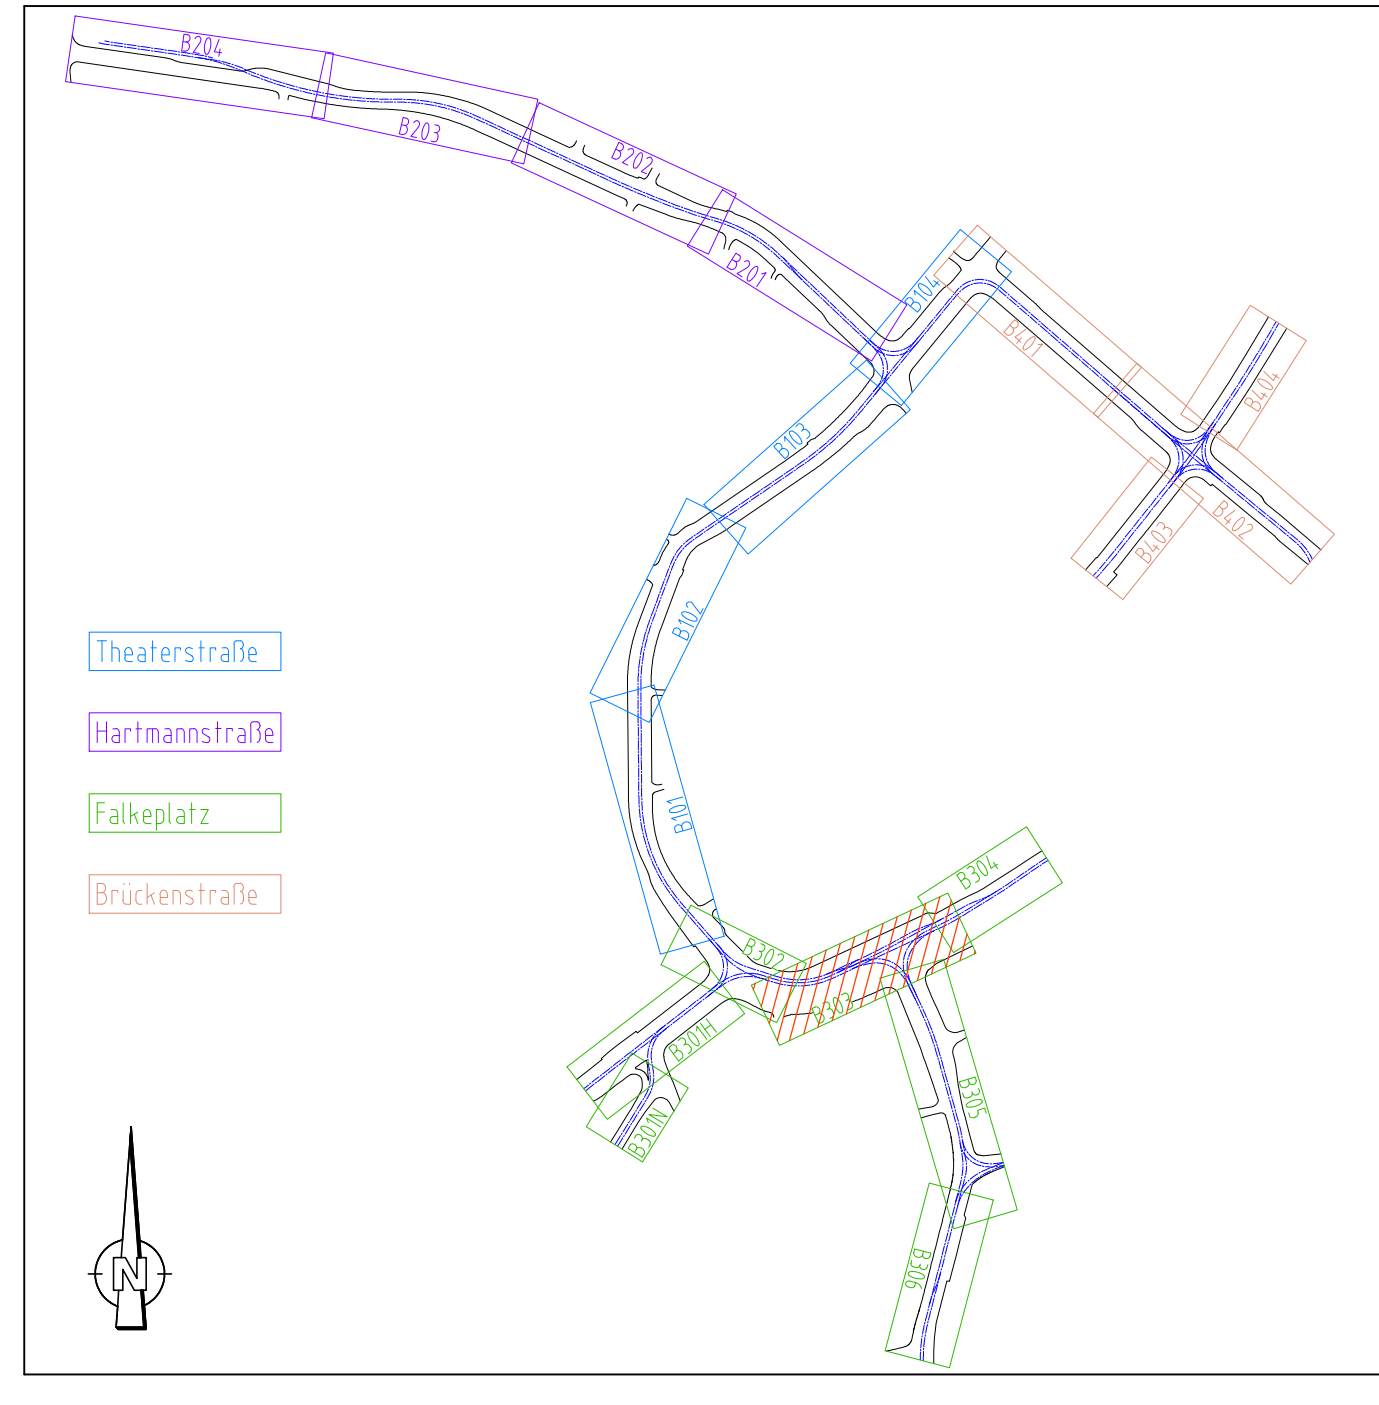 B204
B203
B202
B201
B104
B401
B404
B103
B402
B403
B102
Theaterstraße
Hartmannstraße
B101
Falkeplatz
B304
Brückenstraße
B302
B303
B301H
B305
B301N
B306
N